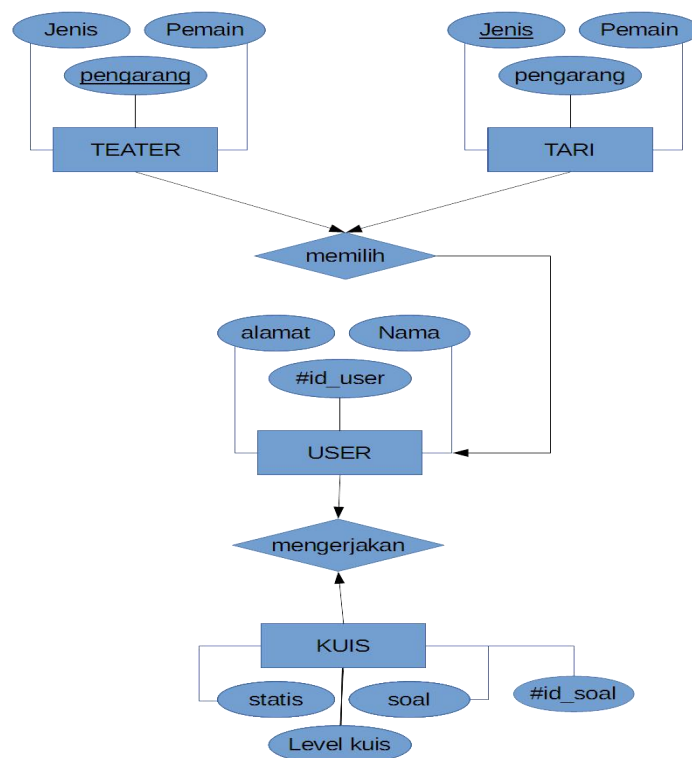 Jenis
Pemain
pengarang
TEATER
Jenis
Pemain
pengarang
TARI
memilih
alamat
Nama
#id_user
USER
mengerjakan
KUIS
statis
soal
#id_soal
Level kuis